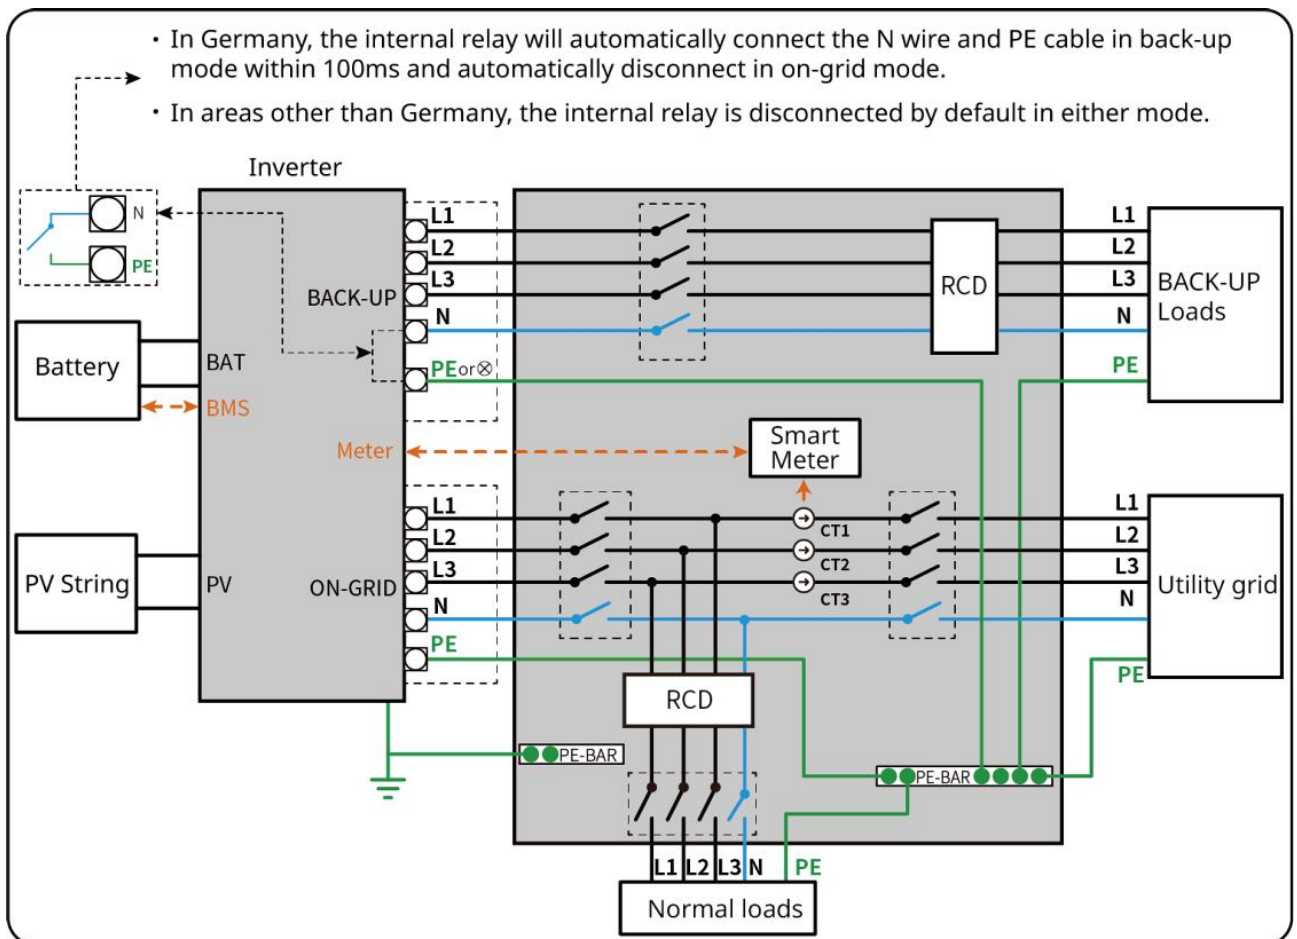 · In Germany, the internal relay will automatically connect the N wire and PE cable in back-up
mode within 100ms and automatically disconnect in on-grid mode.
· In areas other than Germany, the internal relay is disconnected by default in either mode.
Inverter
N
PE
L1
L2
L3
N
PE or ⊗
BACK-UP
RCD
L1
L2
L3
N
PE
BACK-UP
Loads
Battery
BAT
BMS
Meter
Smart
Meter
L1
L2
L3
N
PE
ON-GRID
CT1
CT2
CT3
L1
L2
L3
N
PE
Utility grid
PV String
PV
RCD
PE-BAR
PE-BAR
L1 L2 L3 N PE
Normal loads